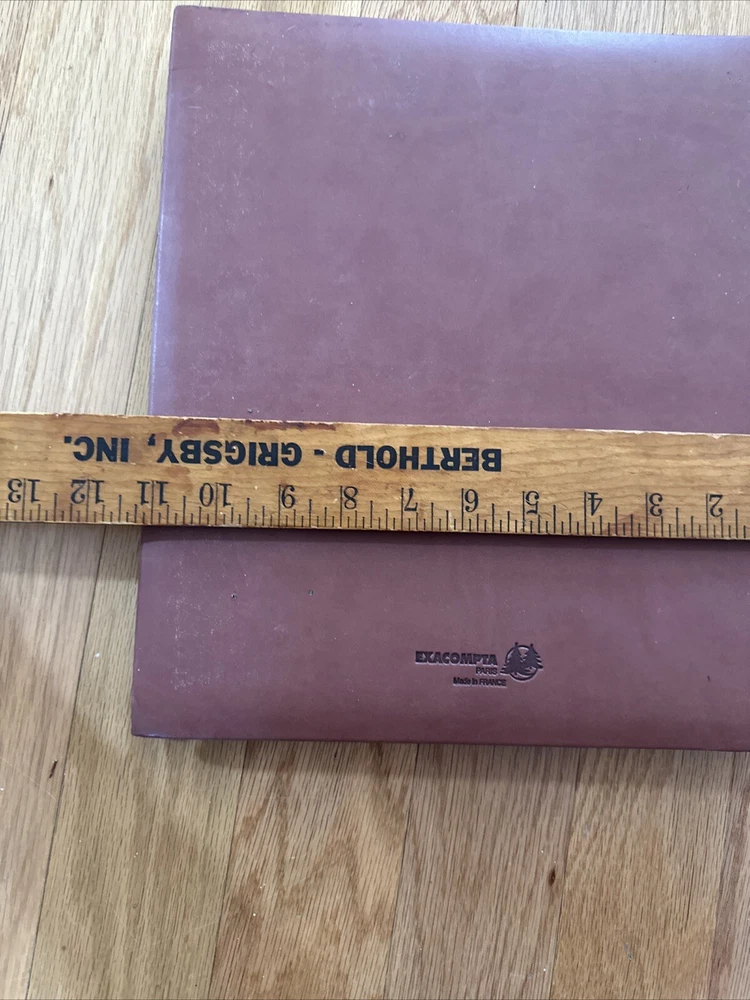 BERTHOLD - GRIGSBY, INC.
13 12 11 10 9 8 7 6 5 4 3 2
EXACOMPTA
PARIS
Made in FRANCE